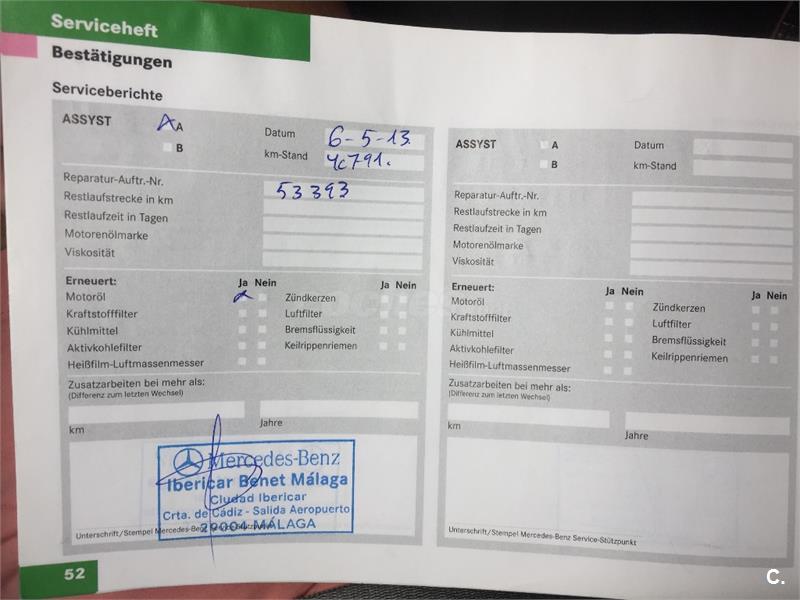 Serviceheft
Bestätigungen
Serviceberichte
ASSYST
A
B
Datum 6-5-13.
km-Stand
Reparatur-Auftr.-Nr. 53393
Restlaufstrecke in km
Restlaufzeit in Tagen
Motorenölmarke
Viskosität
Erneuert:
Ja Nein
Ja Nein
Motoröl
Zündkerzen
Kraftstofffilter
Luftfilter
Kühlmittel
Bremsflüssigkeit
Aktivkohlefilter
Keilrippenriemen
Heißfilm-Luftmassenmesser
Zusatzarbeiten bei mehr als:
(Differenz zum letzten Wechsel)
km
Jahre
Mercedes-Benz
Ibericar Benet Málaga
Ciudad Ibericar
Crta. de Cádiz - Salida Aeropuerto
29004 MÁLAGA
Unterschrift/Stempel Mercedes-Benz Service-Stützpunkt
ASSYST
A
B
Datum
km-Stand
Reparatur-Auftr.-Nr.
Restlaufstrecke in km
Restlaufzeit in Tagen
Motorenölmarke
Viskosität
Erneuert:
Ja Nein
Ja Nein
Motoröl
Zündkerzen
Kraftstofffilter
Luftfilter
Kühlmittel
Bremsflüssigkeit
Aktivkohlefilter
Keilrippenriemen
Heißfilm-Luftmassenmesser
Zusatzarbeiten bei mehr als:
(Differenz zum letzten Wechsel)
km
Jahre
Unterschrift/Stempel Mercedes-Benz Service-Stützpunkt
52
C.